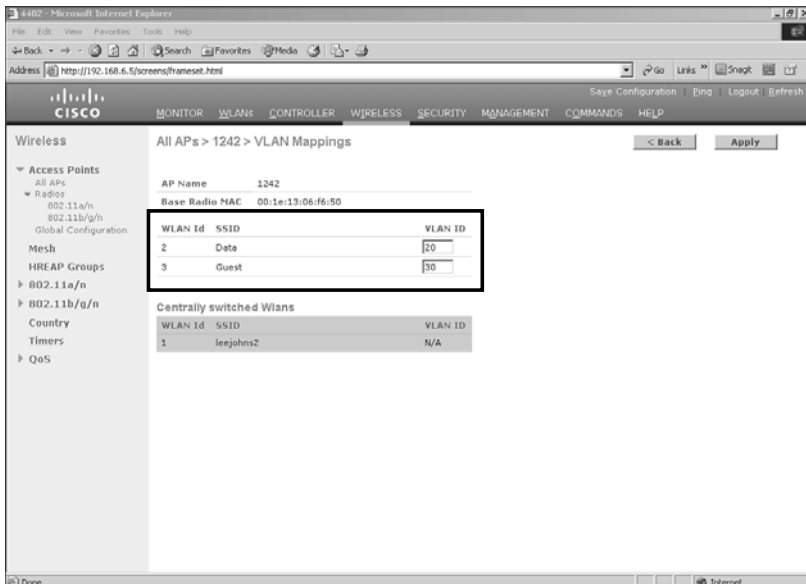 4402 - Microsoft Internet Explorer
File Edit View Favorites Tools Help
Back Search Favorites Media
Address http://192.168.6.5/screens/frameset.html Go Links » SnagIt
Save Configuration | Ping | Logout | Refresh
CISCO MONITOR WLANs CONTROLLER WIRELESS SECURITY MANAGEMENT COMMANDS HELP
Wireless
Access Points
All APs
Radios
802.11a/n
802.11b/g/n
Global Configuration
Mesh
HREAP Groups
802.11a/n
802.11b/g/n
Country
Timers
QoS
All APs > 1242 > VLAN Mappings
< Back Apply
AP Name 1242
Base Radio MAC 00:1e:13:06:f6:50
WLAN Id SSID VLAN ID
2 Data 20
3 Guest 30
Centrally switched Wlans
WLAN Id SSID VLAN ID
1 leejohns2 N/A
Done Internet